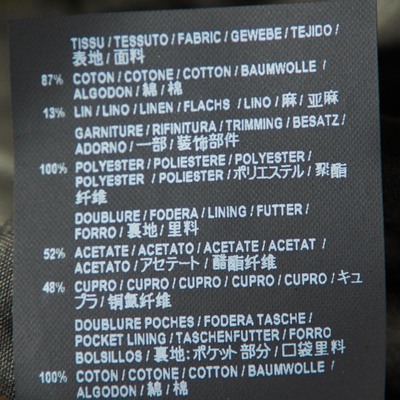 TISSU / TESSUTO / FABRIC / GEWEBE / TEJIDO /
表地 / 面料
87% COTON / COTONE / COTTON / BAUMWOLLE /
ALGODON / 綿 / 棉
13% LIN / LINO / LINEN / FLACHS / LINO / 麻 / 亚麻
GARNITURE / RIFINITURA / TRIMMING / BESATZ /
ADORNO / 一部 / 装饰部件
100% POLYESTER / POLIESTERE / POLYESTER /
POLYESTER / POLIESTER / ポリエステル / 聚酯
纤维
DOUBLURE / FODERA / LINING / FUTTER /
FORRO / 裏地 / 里料
52% ACETATE / ACETATO / ACETATE / ACETAT /
ACETATO / アセテート / 醋酯纤维
48% CUPRO / CUPRO / CUPRO / CUPRO / CUPRO / キュ
プラ / 铜氨纤维
DOUBLURE POCHES / FODERA TASCHE /
POCKET LINING / TASCHENFUTTER / FORRO
BOLSILLOS / 裏地: ポケット部分 / 口袋里料
100% COTON / COTONE / COTTON / BAUMWOLLE /
ALGODON / 綿 / 棉